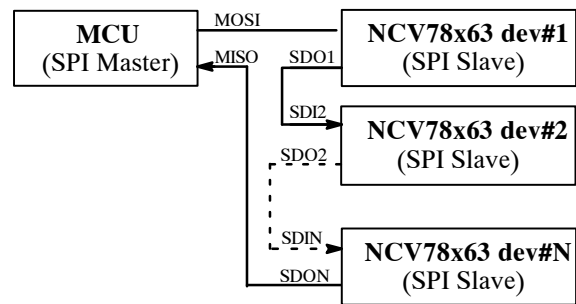 MCU
(SPI Master)
MOSI
MISO
NCV78x63 dev#1
(SPI Slave)
SDO1
SDI2
NCV78x63 dev#2
(SPI Slave)
SDO2
SDIN
NCV78x63 dev#N
(SPI Slave)
SDON